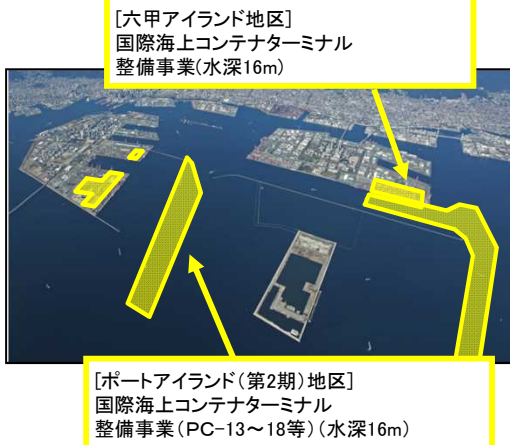 [六甲アイランド地区]
国際海上コンテナターミナル
整備事業(水深16m)
[ポートアイランド(第2期)地区]
国際海上コンテナターミナル
整備事業(PC-13～18等)(水深16m)